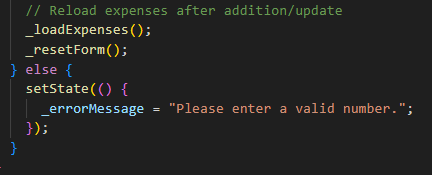 // Reload expenses after addition/update
_loadExpenses();
_resetForm();
} else {
setState(() {
_errorMessage = "Please enter a valid number.";
});
}